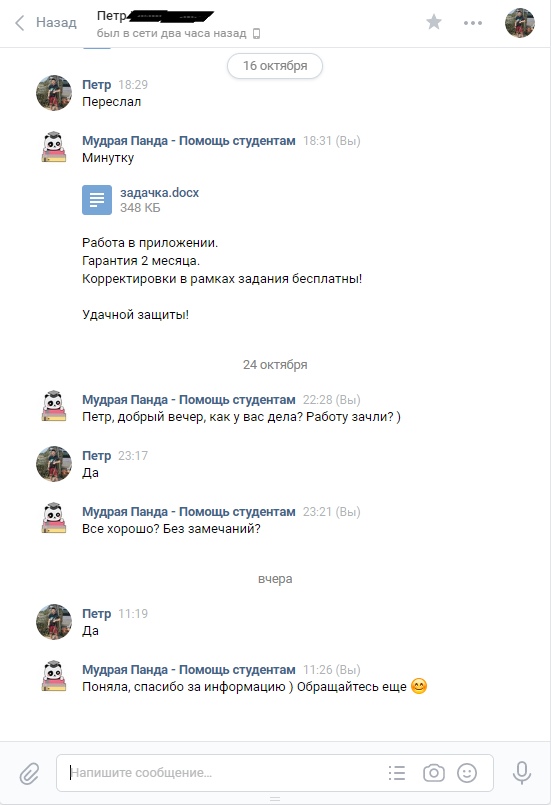 Назад
Петр
был в сети два часа назад
16 октября
Петр 18:29
Переслал
Мудрая Панда - Помощь студентам 18:31 (Вы)
Минутку
задачка.docx
348 КБ
Работа в приложении.
Гарантия 2 месяца.
Корректировки в рамках задания бесплатны!
Удачной защиты!
24 октября
Мудрая Панда - Помощь студентам 22:28 (Вы)
Петр, добрый вечер, как у вас дела? Работу зачли? )
Петр 23:17
Да
Мудрая Панда - Помощь студентам 23:21 (Вы)
Все хорошо? Без замечаний?
вчера
Петр 11:19
Да
Мудрая Панда - Помощь студентам 11:26 (Вы)
Поняла, спасибо за информацию ) Обращайтесь еще 😊
Напишите сообщение...